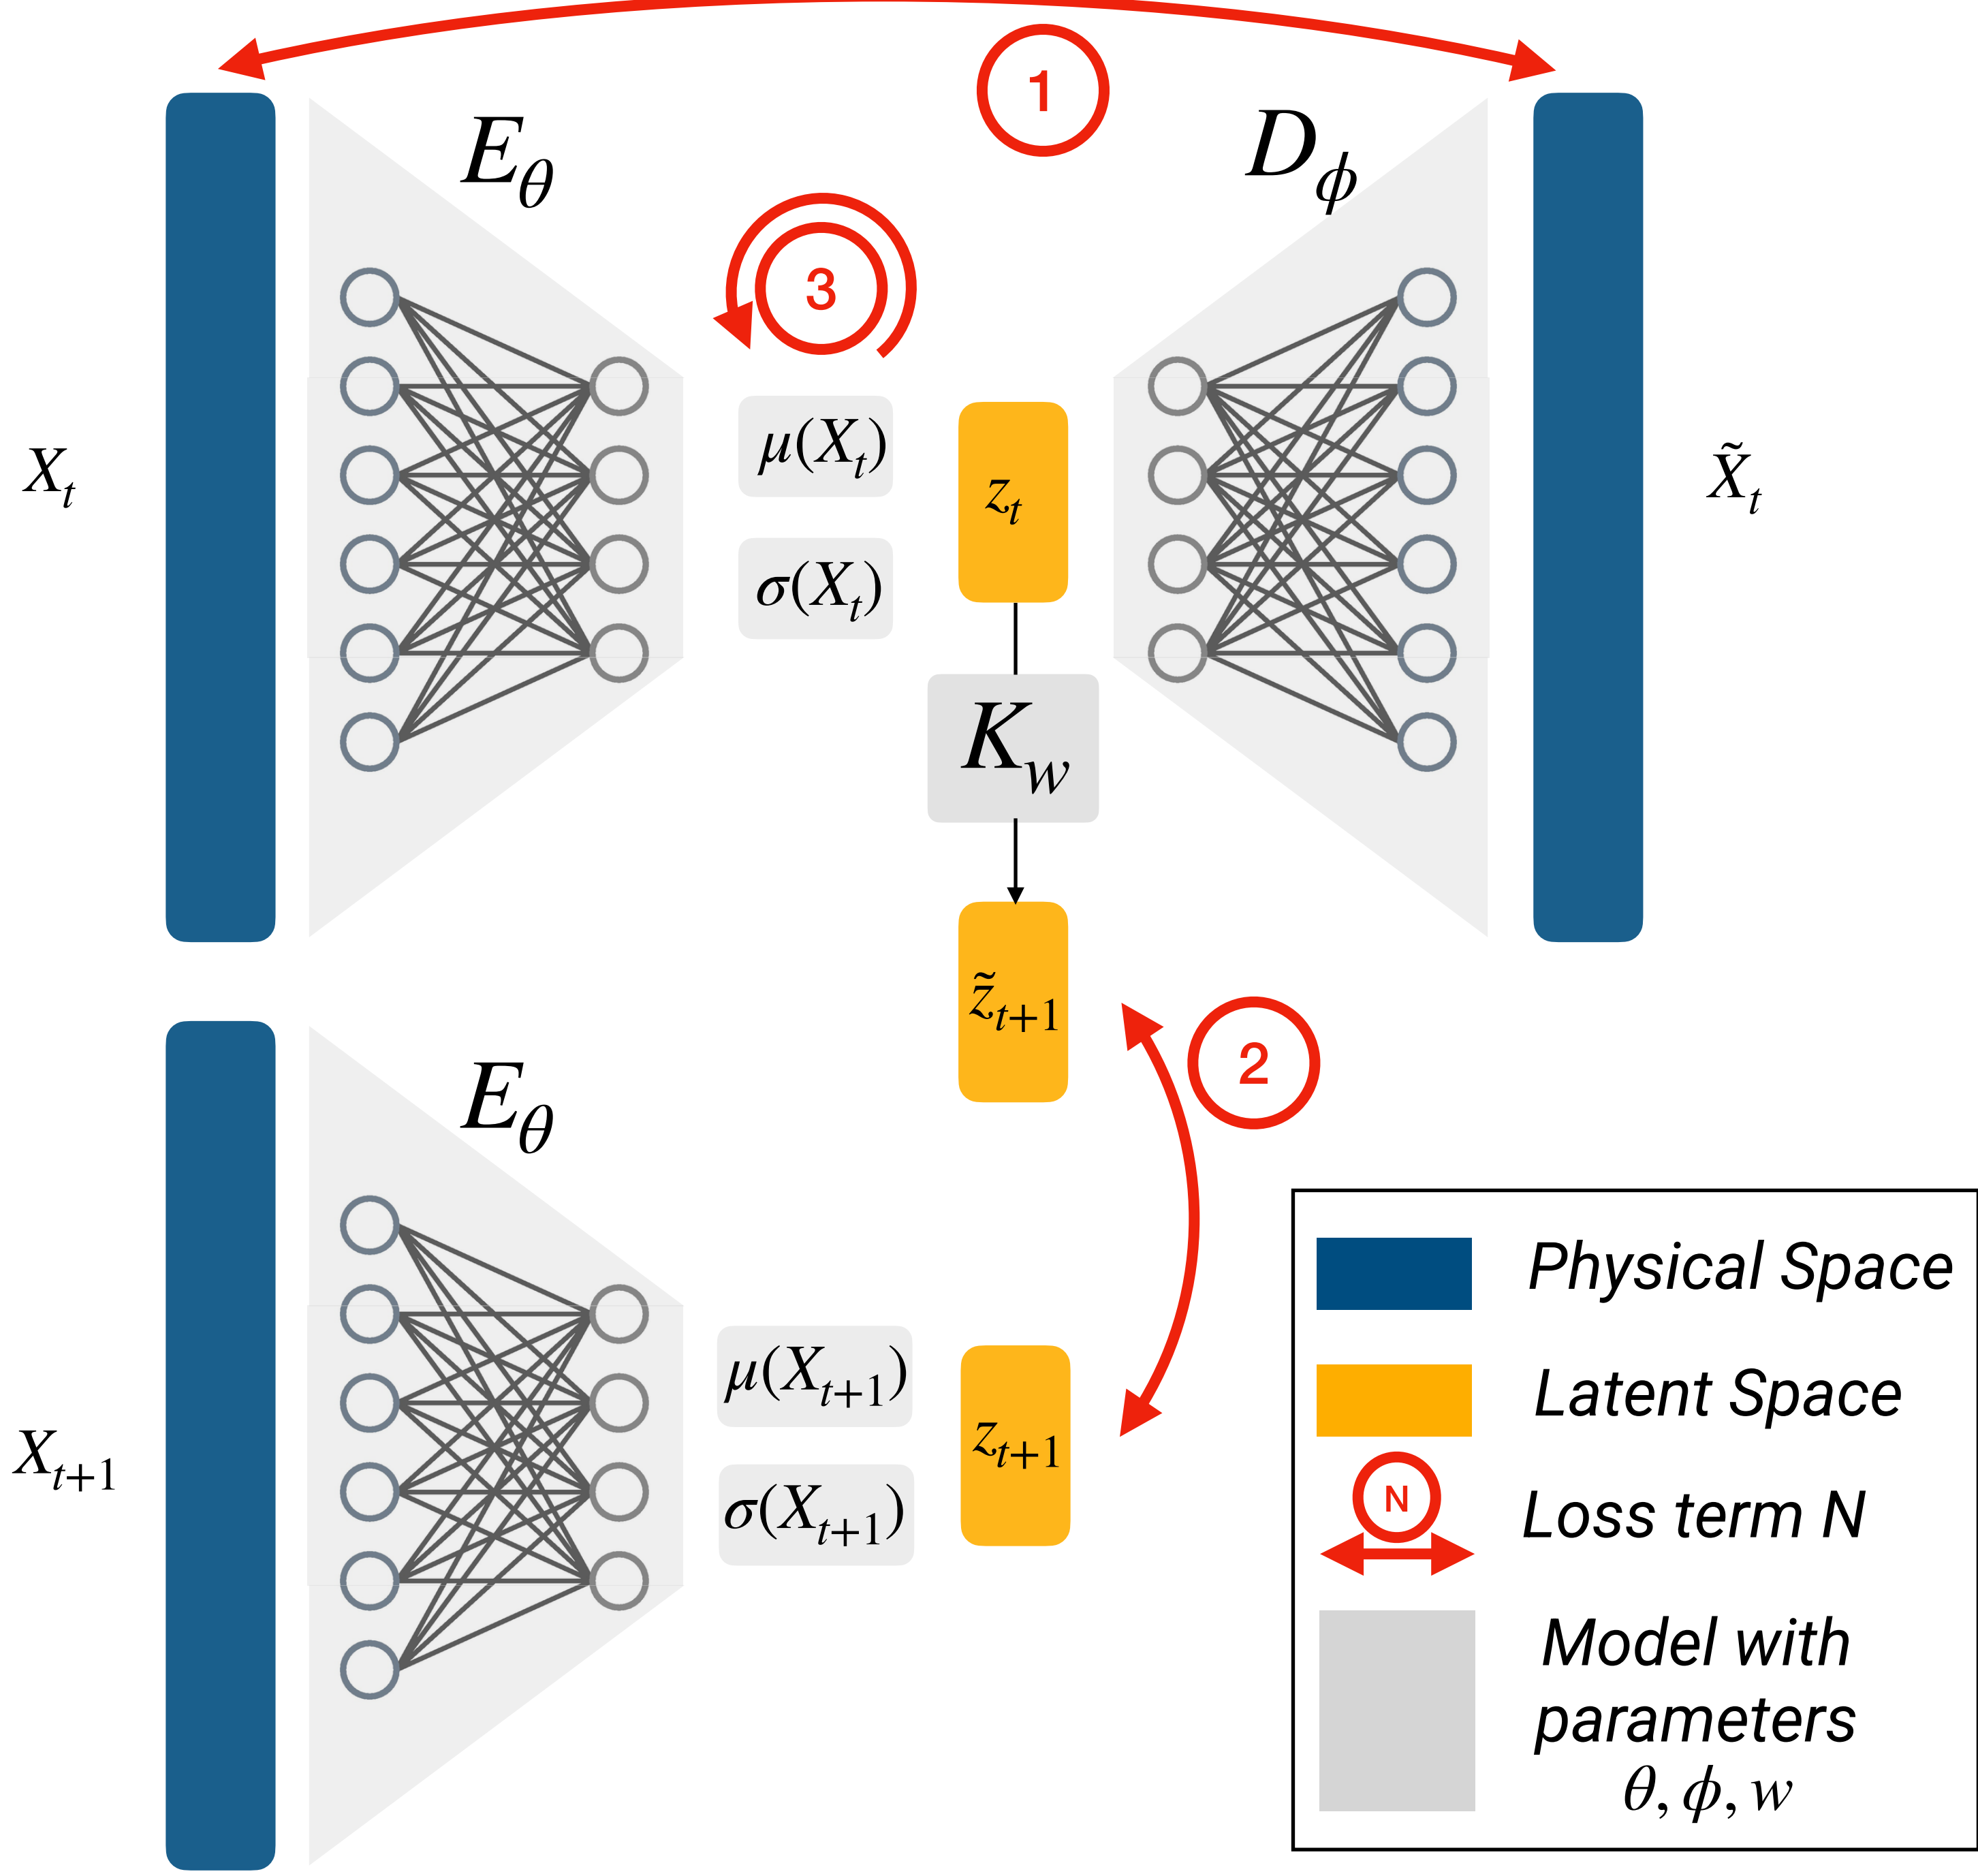 1
E_θ
D_ϕ
3
μ(X_t)
z_t
X_t
X̃_t
σ(X_t)
K_w
z̃_{t+1}
2
E_θ
μ(X_{t+1})
z_{t+1}
X_{t+1}
σ(X_{t+1})
Physical Space
Latent Space
N
Loss term N
Model with
parameters
θ, ϕ, w